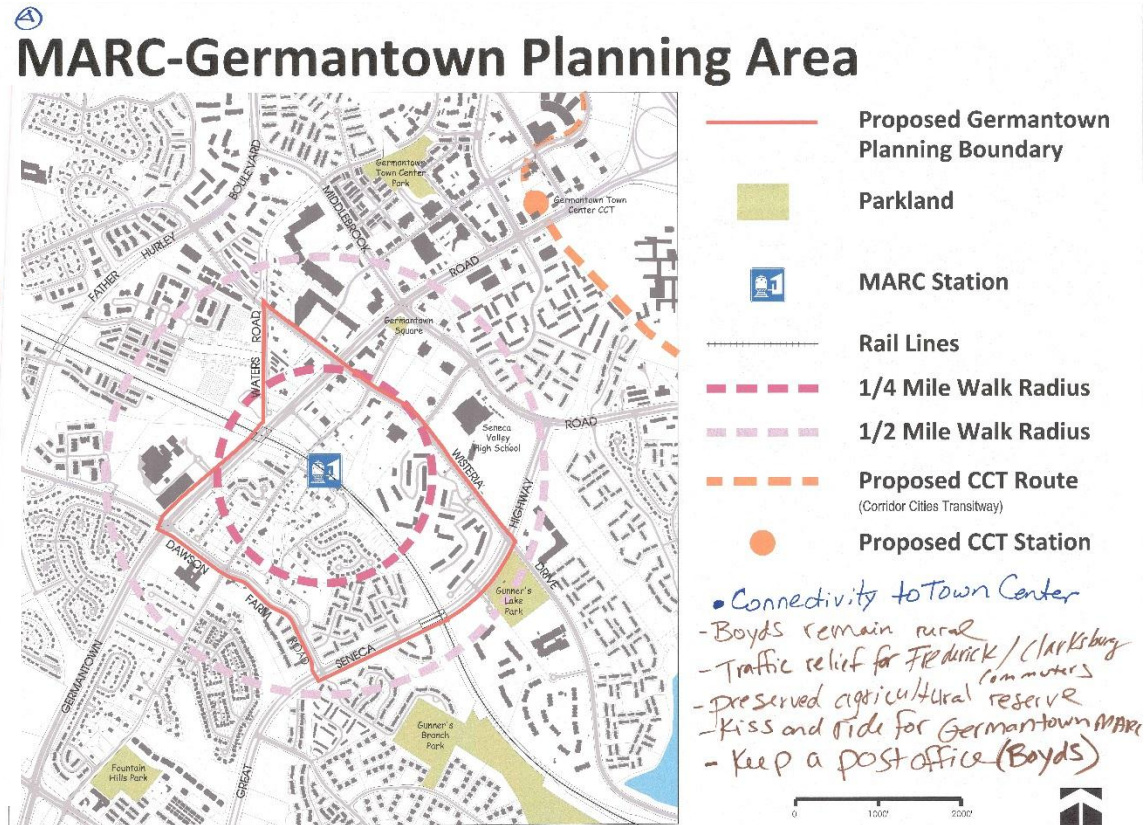 A
MARC-Germantown Planning Area
Proposed Germantown
Planning Boundary
Parkland
MARC Station
Rail Lines
1/4 Mile Walk Radius
1/2 Mile Walk Radius
Proposed CCT Route
(Corridor Cities Transitway)
Proposed CCT Station
• Connectivity to Town Center
- Boyds remain rural
- Traffic relief for Frederick/Clarksburg
commuters
- preserved agricultural reserve
- Kiss and ride for Germantown MARC
- Keep a post office (Boyds)
0 1000' 2000'
Germantown
Town Center
Park
BOULEVARD
MIDDLEBROOK
Germantown Town
Center CCT
FATHER HURLEY
ROAD
WATERS ROAD
Germantown
Square
Seneca
Valley
High School
ROAD
WISTERIA
HIGHWAY
DRIVE
DAWSON
FARM
ROAD
SENECA
Gunner's
Lake
Park
GERMANTOWN
Gunner's
Branch
Park
Fountain
Hills Park
GREAT